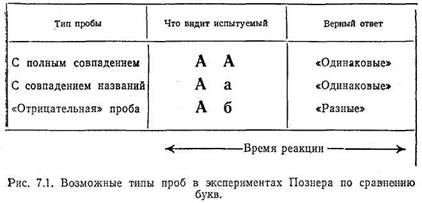 Тип пробы Что видит испытуемый Верный ответ
С полным совпадением А А «Одинаковые»
С совпадением названий А а «Одинаковые»
«Отрицательная» проба А б «Разные»
Время реакции
Рис. 7.1. Возможные типы проб в экспериментах Познера по сравнению
букв.